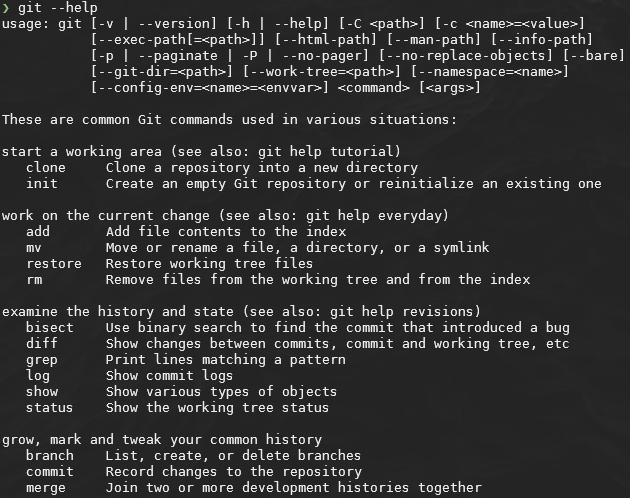 ❯ git --help
usage: git [-v | --version] [-h | --help] [-C <path>] [-c <name>=<value>]
           [--exec-path[=<path>]] [--html-path] [--man-path] [--info-path]
           [-p | --paginate | -P | --no-pager] [--no-replace-objects] [--bare]
           [--git-dir=<path>] [--work-tree=<path>] [--namespace=<name>]
           [--config-env=<name>=<envvar>] <command> [<args>]

These are common Git commands used in various situations:

start a working area (see also: git help tutorial)
   clone     Clone a repository into a new directory
   init      Create an empty Git repository or reinitialize an existing one

work on the current change (see also: git help everyday)
   add       Add file contents to the index
   mv        Move or rename a file, a directory, or a symlink
   restore   Restore working tree files
   rm        Remove files from the working tree and from the index

examine the history and state (see also: git help revisions)
   bisect    Use binary search to find the commit that introduced a bug
   diff      Show changes between commits, commit and working tree, etc
   grep      Print lines matching a pattern
   log       Show commit logs
   show      Show various types of objects
   status    Show the working tree status

grow, mark and tweak your common history
   branch    List, create, or delete branches
   commit    Record changes to the repository
   merge     Join two or more development histories together